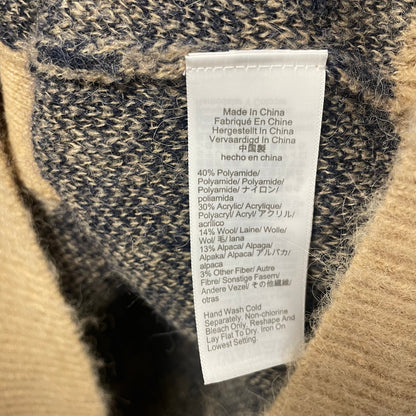 Made In China
Fabriqué En China
Hergestellt In China
Vervaardigd In China
中国製
hecho en china
40% Polyamide/
Polyamide/ Polyamide/
Polyamide/ ナイロン/
poliamida
30% Acrylic/ Acrylique/
Polyacryl/ Acryl/ アクリル/
acrílico
14% Wool/ Laine/ Wolle/
Wol/ 毛/ lana
13% Alpaca/ Alpaga/
Alpaka/ Alpaca/ アルパカ/
alpaca
3% Other Fiber/ Autre
Fibre/ Sonstige Fasern/
Andere Vezel/ その他繊維/
otras
Hand Wash Cold
Separately, Non-chlorine
Bleach Only, Reshape And
Lay Flat To Dry. Iron On
Lowest Setting